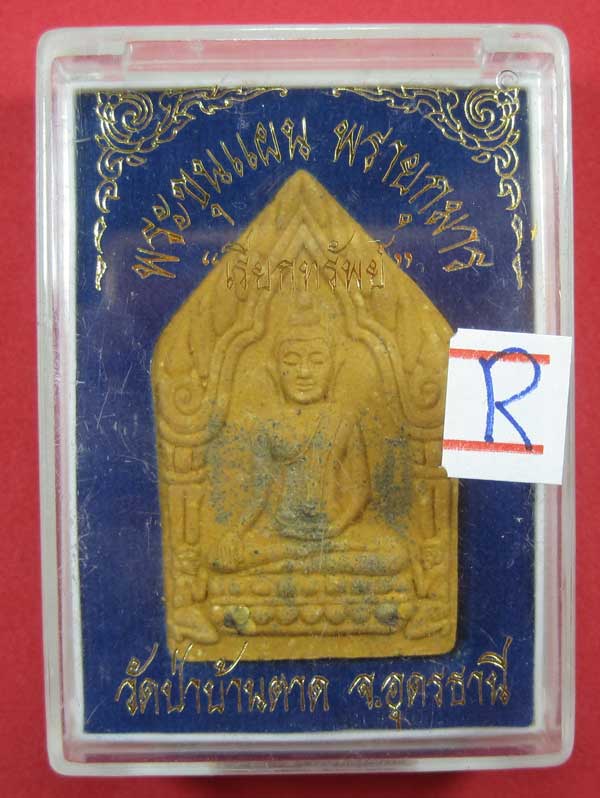 พระขุนแผน พรายกุมาร
"เรียกทรัพย์"
R
วัดป่าบ้านตาด จ.อุดรธานี